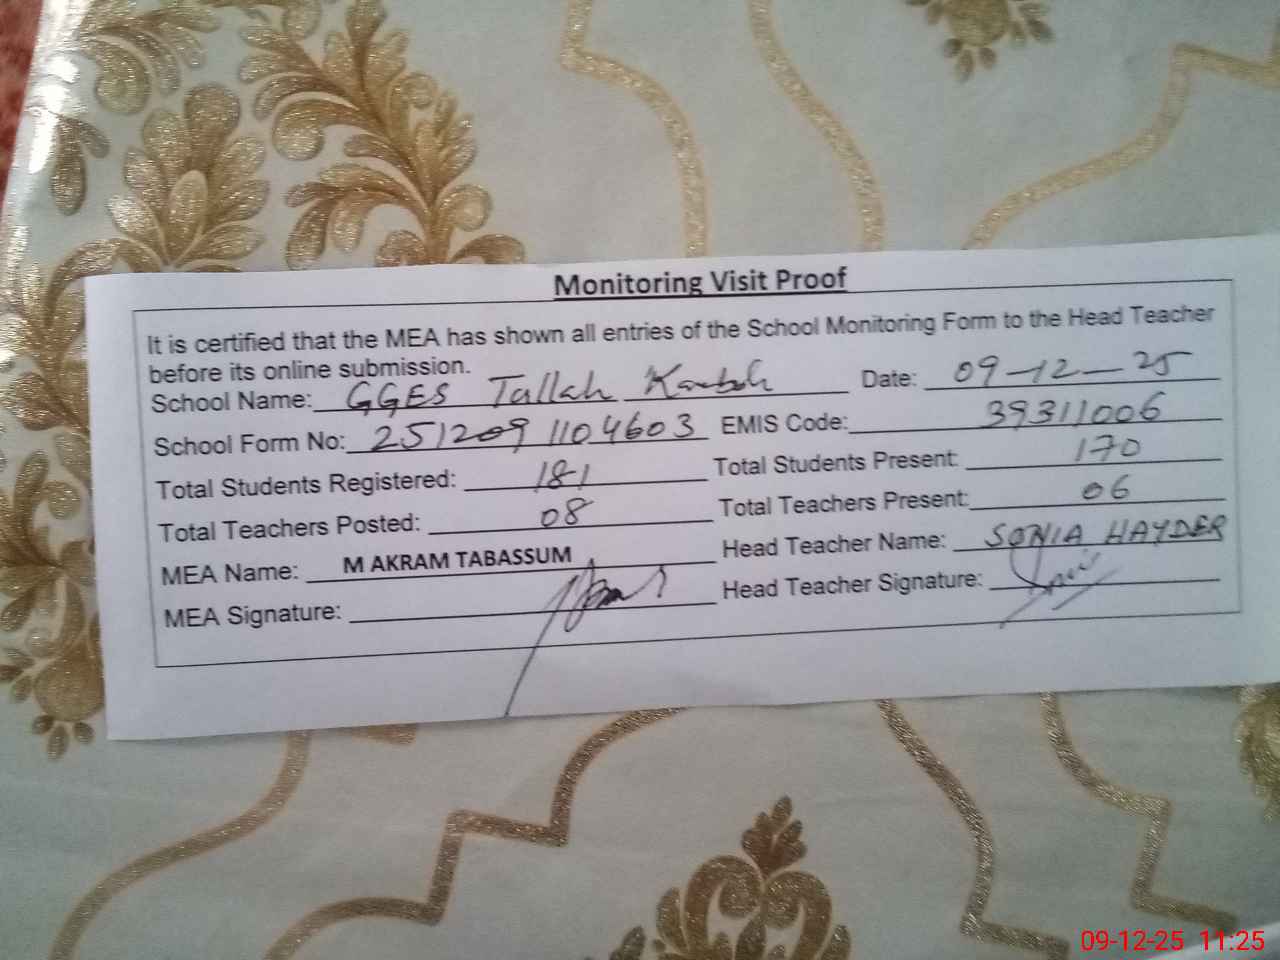 Monitoring Visit Proof
It is certified that the MEA has shown all entries of the School Monitoring Form to the Head Teacher
before its online submission.
School Name: GGES Tallah Kamboh Date: 09-12-25
School Form No: 251209 1104603 EMIS Code: 39311006
Total Students Registered: 181 Total Students Present: 170
Total Teachers Posted: 08 Total Teachers Present: 06
MEA Name: M AKRAM TABASSUM Head Teacher Name: SONIA HAYDER
MEA Signature: Head Teacher Signature:
09-12-25 11:25